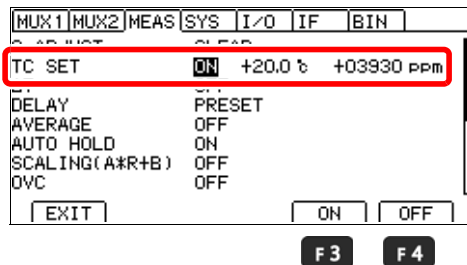 MUX1 MUX2 MEAS SYS I/O IF BIN
TC SET ON +20.0 ℃ +03930 ppm
DELAY PRESET
AVERAGE OFF
AUTO HOLD ON
SCALING(A*R+B) OFF
OVC OFF
EXIT ON OFF
F3 F4